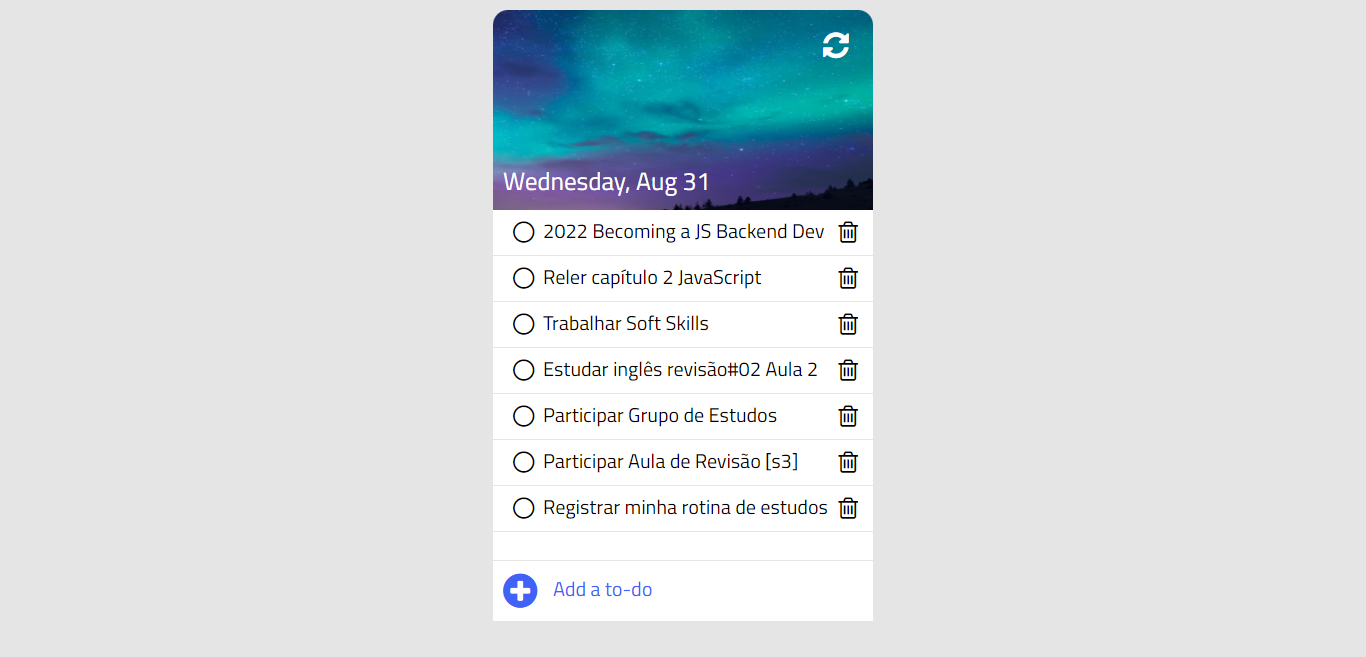 Wednesday, Aug 31
2022 Becoming a JS Backend Dev
Reler capítulo 2 JavaScript
Trabalhar Soft Skills
Estudar inglês revisão#02 Aula 2
Participar Grupo de Estudos
Participar Aula de Revisão [s3]
Registrar minha rotina de estudos
Add a to-do